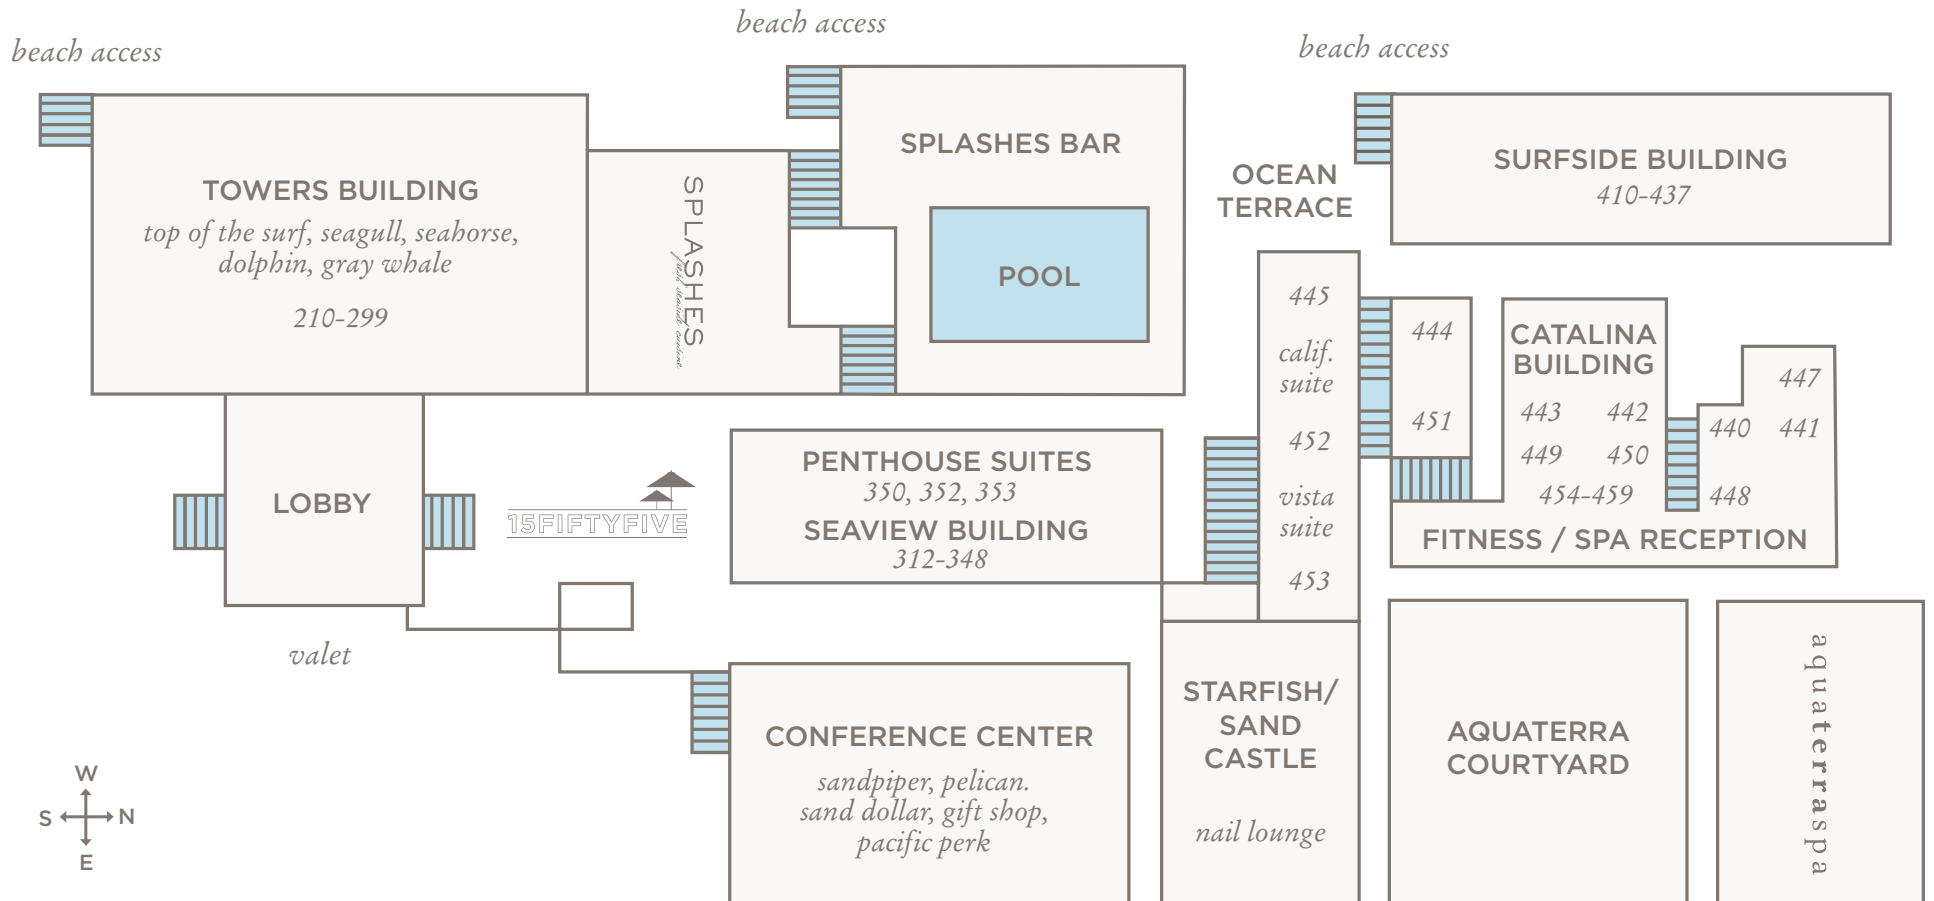 beach access
beach access
beach access
TOWERS BUILDING
top of the surf, seagull, seahorse,
dolphin, gray whale
210-299
SPLASHES
fresh seaside cuisine
SPLASHES BAR
POOL
OCEAN
TERRACE
SURFSIDE BUILDING
410-437
445
calif.
suite
452
vista
suite
453
444
451
CATALINA
BUILDING
443 442
449 450
454-459
447
440 441
448
FITNESS / SPA RECEPTION
LOBBY
15FIFTYFIVE
PENTHOUSE SUITES
350, 352, 353
SEAVIEW BUILDING
312-348
valet
CONFERENCE CENTER
sandpiper, pelican.
sand dollar, gift shop,
pacific perk
STARFISH/
SAND
CASTLE
nail lounge
AQUATERRA
COURTYARD
aquaterraspa
W
S N
E